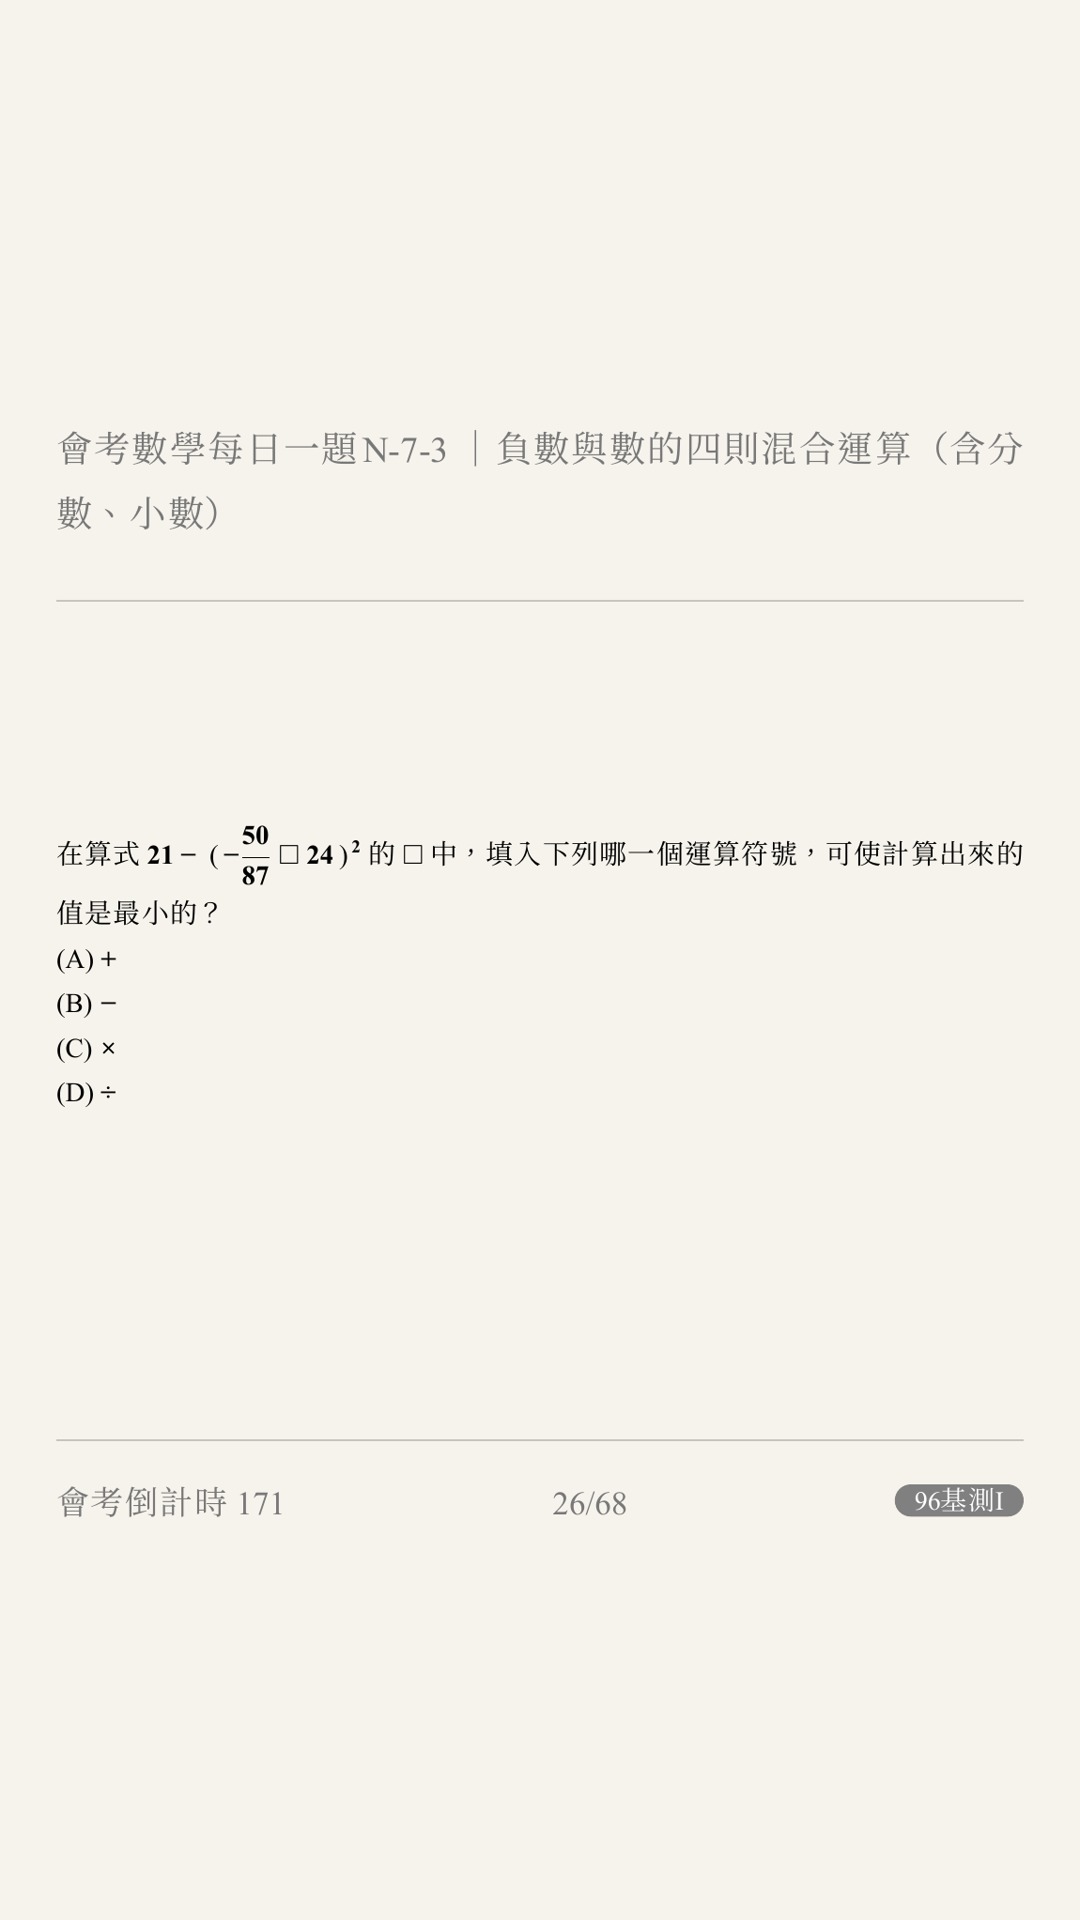 會考數學每日一題N-7-3 ｜負數與數的四則混合運算（含分
數、小數）
在算式 21 − (−50/87 □ 24)² 的 □ 中，填入下列哪一個運算符號，可使計算出來的
值是最小的？
(A) +
(B) −
(C) ×
(D) ÷
會考倒計時 171 26/68 96基測I